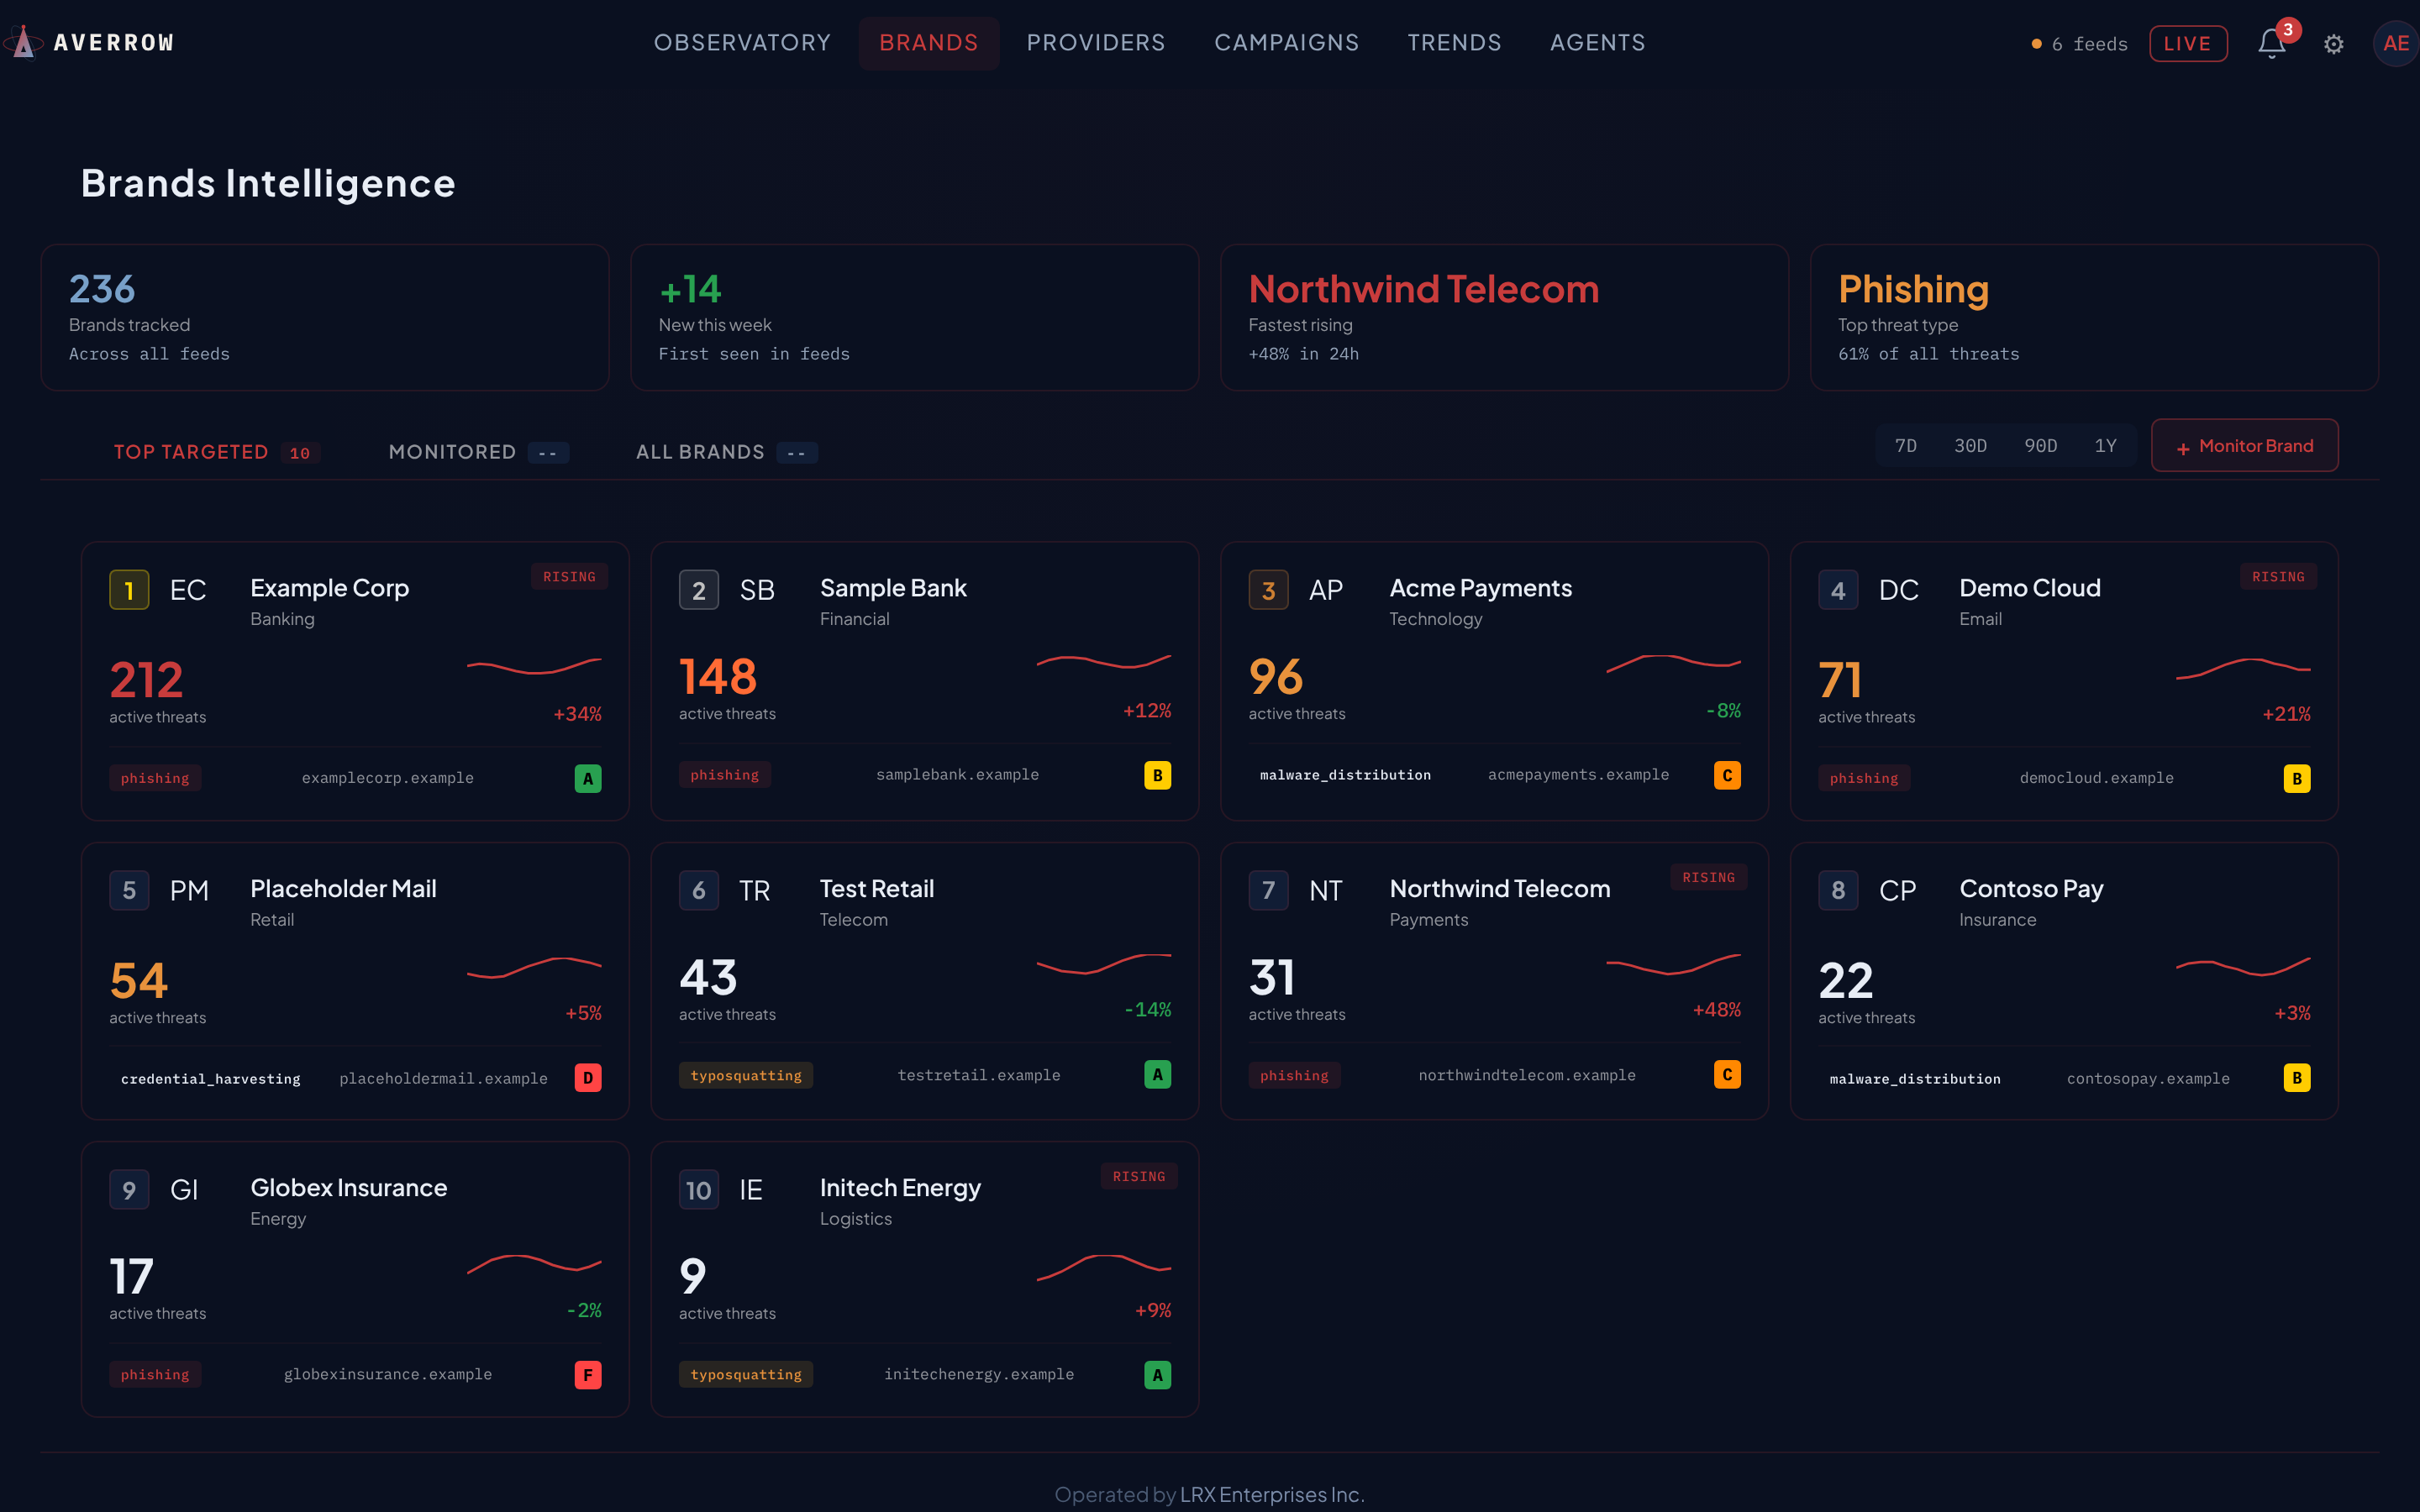 AVERROW
OBSERVATORY BRANDS PROVIDERS CAMPAIGNS TRENDS AGENTS
6 feeds LIVE 3 AE
Brands Intelligence
236
Brands tracked
Across all feeds
+14
New this week
First seen in feeds
Northwind Telecom
Fastest rising
+48% in 24h
Phishing
Top threat type
61% of all threats
TOP TARGETED 10 MONITORED -- ALL BRANDS --
7D 30D 90D 1Y + Monitor Brand
1 EC Example Corp RISING
Banking
212
active threats +34%
phishing examplecorp.example A
2 SB Sample Bank
Financial
148
active threats +12%
phishing samplebank.example B
3 AP Acme Payments
Technology
96
active threats -8%
malware_distribution acmepayments.example C
4 DC Demo Cloud RISING
Email
71
active threats +21%
phishing democloud.example B
5 PM Placeholder Mail
Retail
54
active threats +5%
credential_harvesting placeholdermail.example D
6 TR Test Retail
Telecom
43
active threats -14%
typosquatting testretail.example A
7 NT Northwind Telecom RISING
Payments
31
active threats +48%
phishing northwindtelecom.example C
8 CP Contoso Pay
Insurance
22
active threats +3%
malware_distribution contosopay.example B
9 GI Globex Insurance
Energy
17
active threats -2%
phishing globexinsurance.example F
10 IE Initech Energy RISING
Logistics
9
active threats +9%
typosquatting initechenergy.example A
Operated by LRX Enterprises Inc.